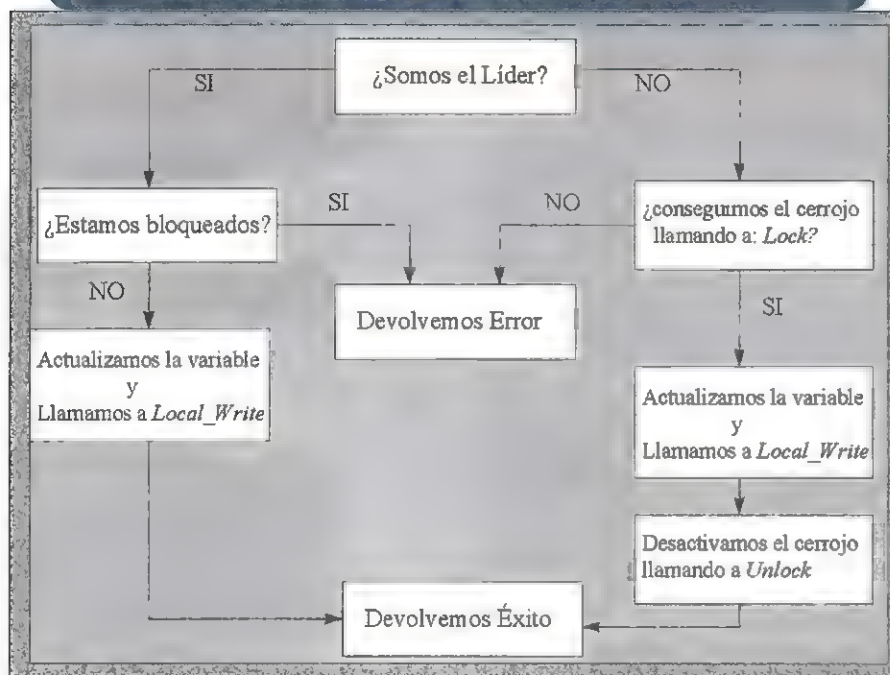 ¿Somos el Líder?
SI
NO
¿Estamos bloqueados?
SI
NO
¿conseguimos el cerrojo
llamando a: Lock?
NO
Devolvemos Error
SI
Actualizamos la variable
y
Llamamos a Local_Write
Actualizamos la variable
y
Llamamos a Local_Write
Desactivamos el cerrojo
llamando a Unlock
Devolvemos Éxito